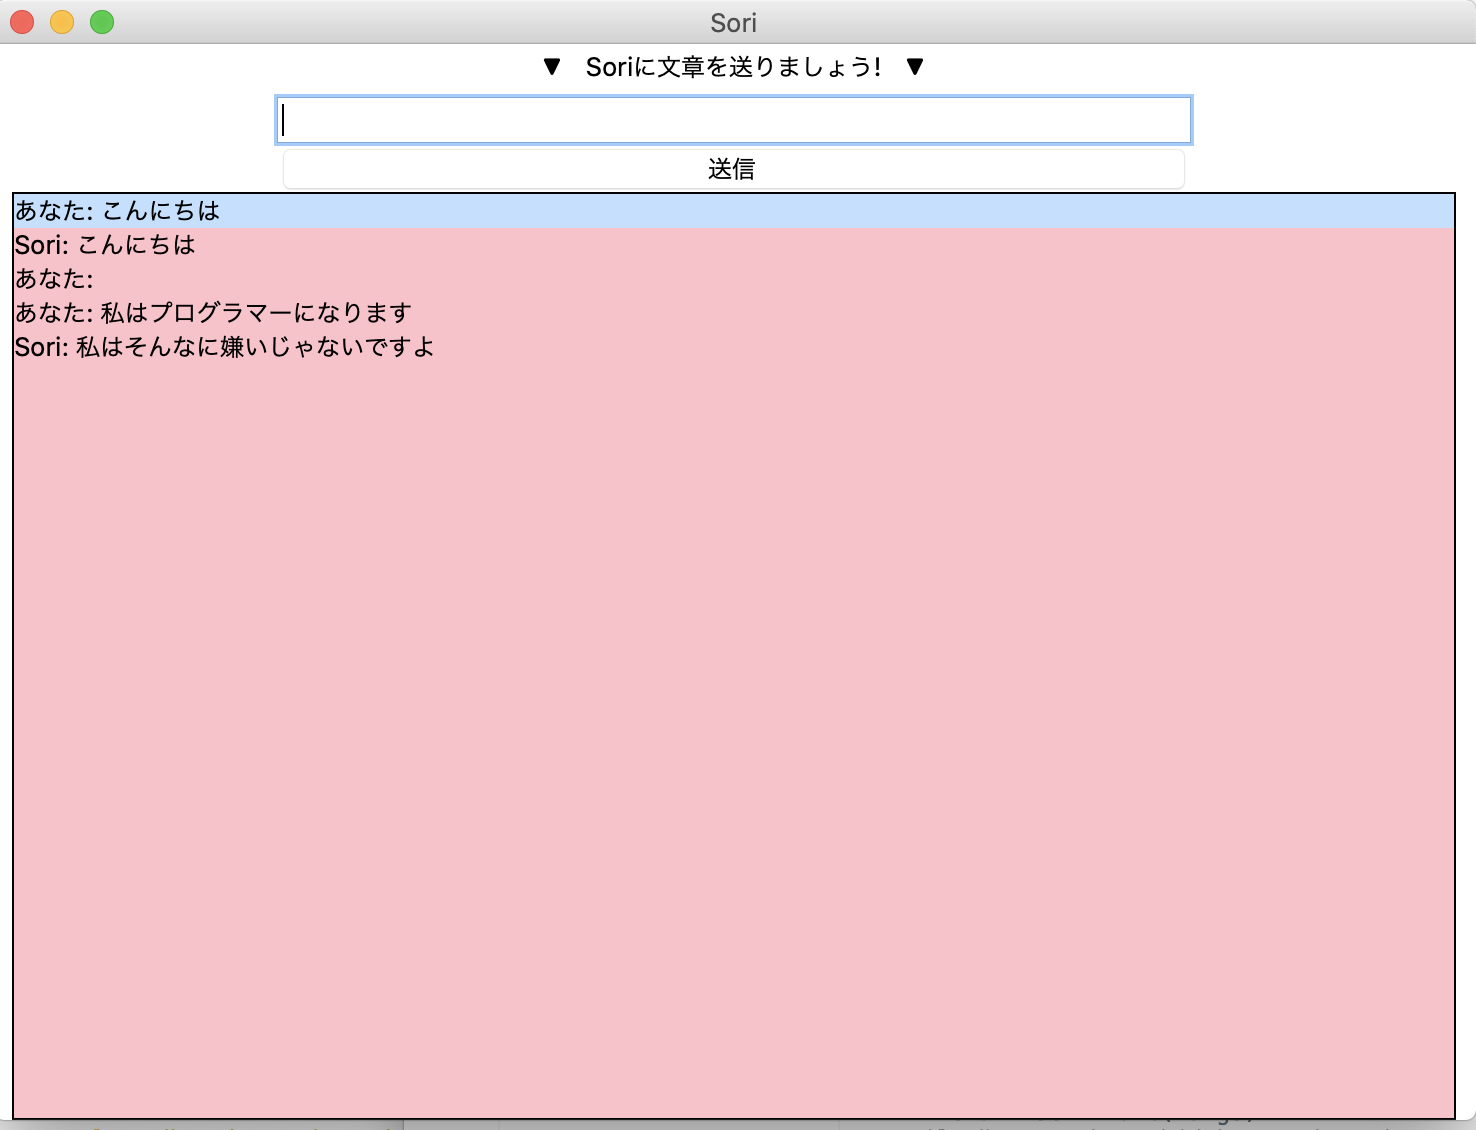 Sori
▼ Soriに文章を送りましょう! ▼
送信
あなた: こんにちは
Sori: こんにちは
あなた:
あなた: 私はプログラマーになります
Sori: 私はそんなに嫌いじゃないですよ